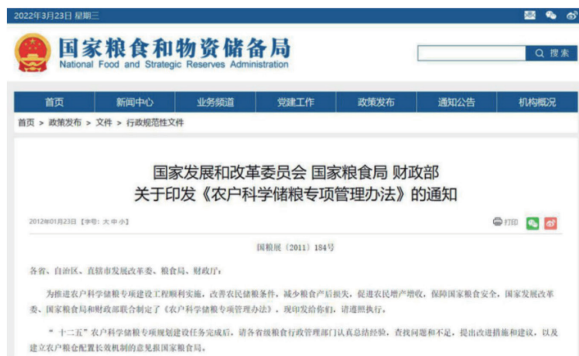 2022年3月23日 星期三
国家粮食和物资储备局
National Food and Strategic Reserves Administration
搜 索
首页 新闻中心 业务频道 党建工作 政策发布 通知公告 机构概况
首页 > 政策发布 > 文件 > 行政规范性文件
国家发展和改革委员会 国家粮食局 财政部
关于印发《农户科学储粮专项管理办法》的通知
2012年01月23日 【字号：大 中 小】 打印
国粮展〔2011〕184号
各省、自治区、直辖市发展改革委、粮食局、财政厅：
为推进农户科学储粮专项建设工程顺利实施，改善农民储粮条件，减少粮食产后损失，促进农民增产增收，保障国家粮食安全，国家发展改革
委、国家粮食局和财政部联合制定了《农户科学储粮专项管理办法》，现印发给你们，请遵照执行。
“ 十二五”农户科学储粮专项规划建设任务完成后，请各省级粮食行政管理部门认真总结经验，查找问题和不足，提出改进措施和建议，以及
建立农户粮仓配置长效机制的意见报国家粮食局。